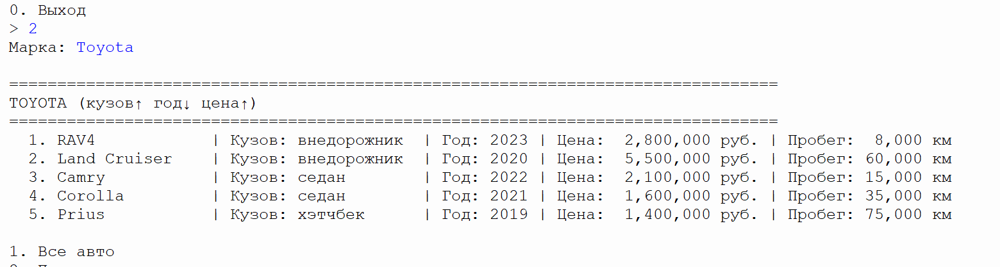 0. Выход
> 2
Марка: Toyota
================================================================================
TOYOTA (кузов↑ год↓ цена↑)
================================================================================
1. RAV4 | Кузов: внедорожник | Год: 2023 | Цена: 2,800,000 руб. | Пробег: 8,000 км
2. Land Cruiser | Кузов: внедорожник | Год: 2020 | Цена: 5,500,000 руб. | Пробег: 60,000 км
3. Camry | Кузов: седан | Год: 2022 | Цена: 2,100,000 руб. | Пробег: 15,000 км
4. Corolla | Кузов: седан | Год: 2021 | Цена: 1,600,000 руб. | Пробег: 35,000 км
5. Prius | Кузов: хэтчбек | Год: 2019 | Цена: 1,400,000 руб. | Пробег: 75,000 км
1. Все авто